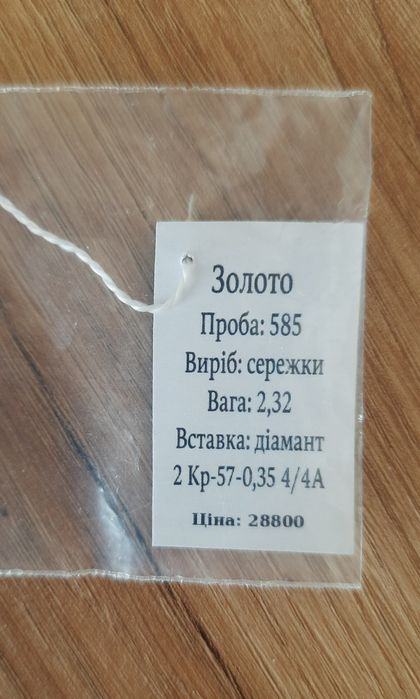 Золото
Проба: 585
Виріб: сережки
Вага: 2,32
Вставка: діамант
2 Кр-57-0,35 4/4А
Ціна: 28800